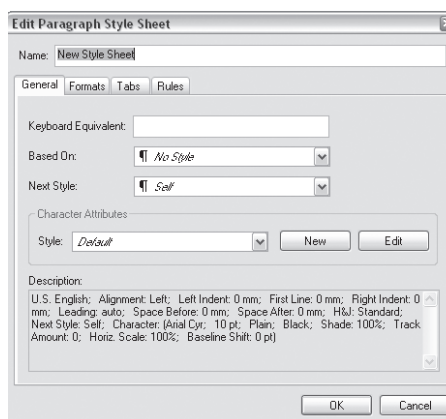 Edit Paragraph Style Sheet
Name: New Style Sheet
General Formats Tabs Rules
Keyboard Equivalent:
Based On: ¶ No Style
Next Style: ¶ Self
Character Attributes
Style: Default New Edit
Description:
U.S. English; Alignment: Left; Left Indent: 0 mm; First Line: 0 mm; Right Indent: 0
mm; Leading: auto; Space Before: 0 mm; Space After: 0 mm; H&J: Standard;
Next Style: Self; Character: (Arial Cyr; 10 pt; Plain; Black; Shade: 100%; Track
Amount: 0; Horiz. Scale: 100%; Baseline Shift: 0 pt)
OK Cancel